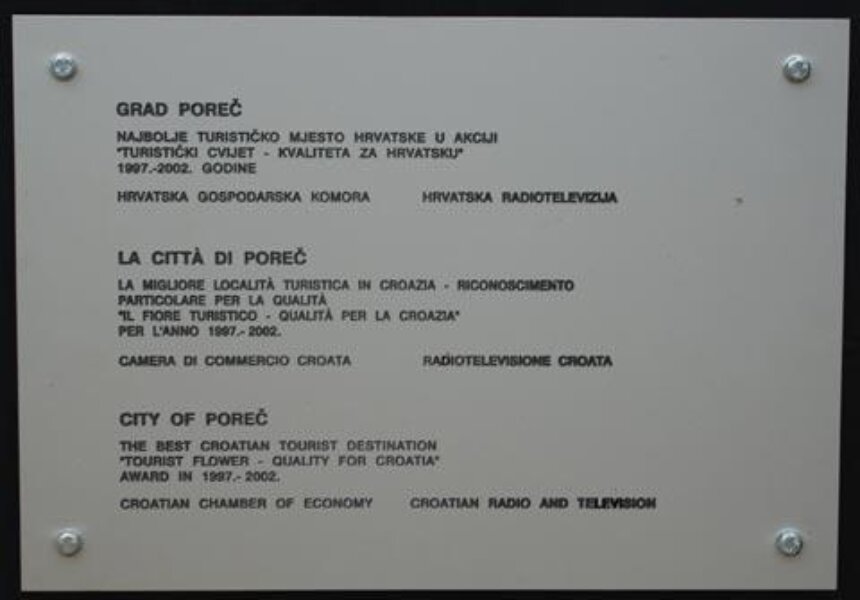 GRAD POREČ
NAJBOLJE TURISTIČKO MJESTO HRVATSKE U AKCIJI
"TURISTIČKI CVIJET - KVALITETA ZA HRVATSKU"
1997.-2002. GODINE
HRVATSKA GOSPODARSKA KOMORA HRVATSKA RADIOTELEVIZIJA
LA CITTÀ DI POREČ
LA MIGLIORE LOCALITÀ TURISTICA IN CROAZIA - RICONOSCIMENTO
PARTICOLARE PER LA QUALITÀ
"IL FIORE TURISTICO - QUALITÀ PER LA CROAZIA"
PER L'ANNO 1997.-2002.
CAMERA DI COMMERCIO CROATA RADIOTELEVISIONE CROATA
CITY OF POREČ
THE BEST CROATIAN TOURIST DESTINATION
"TOURIST FLOWER - QUALITY FOR CROATIA"
AWARD IN 1997.-2002.
CROATIAN CHAMBER OF ECONOMY CROATIAN RADIO AND TELEVISION